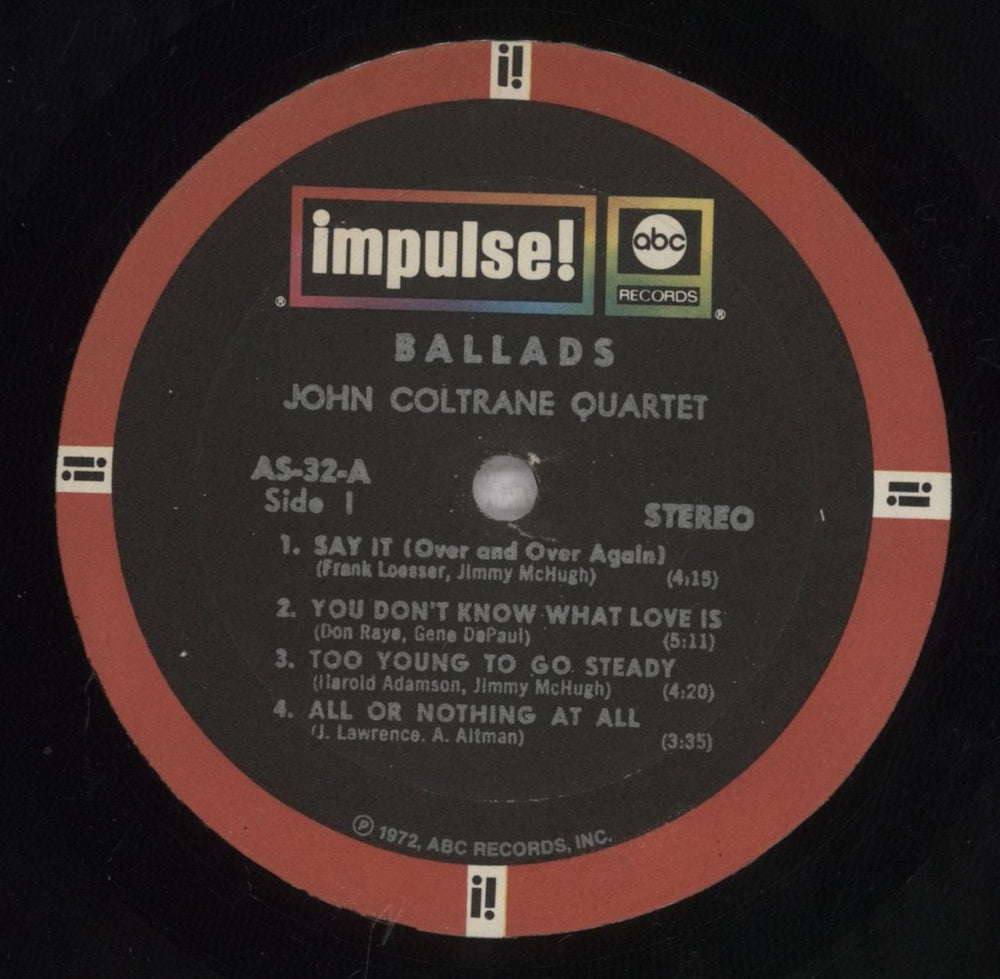 i!
impulse!
abc
RECORDS
®
®
BALLADS
JOHN COLTRANE QUARTET
AS-32-A
Side 1
STEREO
1. SAY IT (Over and Over Again)
(Frank Loesser, Jimmy McHugh) (4:15)
2. YOU DON'T KNOW WHAT LOVE IS
(Don Raye, Gene DePaul) (5:11)
3. TOO YOUNG TO GO STEADY
(Harold Adamson, Jimmy McHugh) (4:20)
4. ALL OR NOTHING AT ALL
(J. Lawrence. A. Altman) (3:35)
i!
i!
Ⓟ 1972, ABC RECORDS, INC.
i!